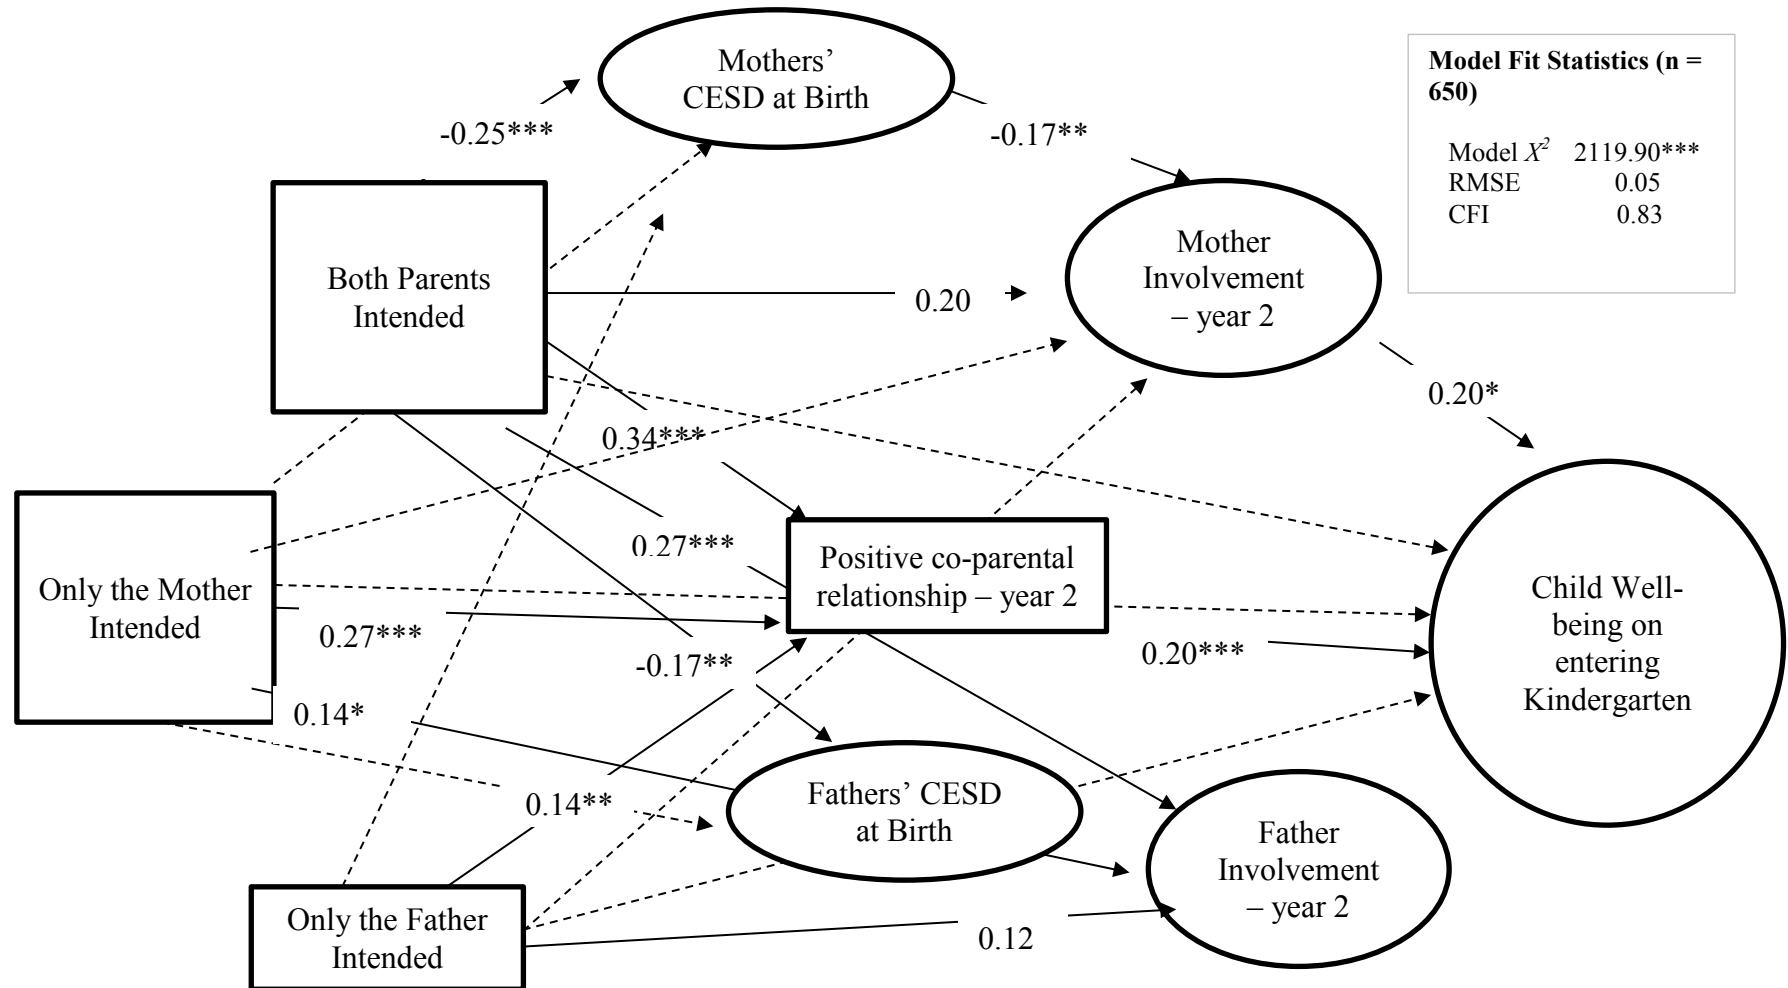 Mothers’
CESD at Birth
Model Fit Statistics (n =
650)
Model X² 2119.90***
RMSE 0.05
CFI 0.83
-0.25***
-0.17**
Both Parents
Intended
Mother
Involvement
– year 2
0.20
0.20*
0.34***
0.27***
Only the Mother
Intended
Positive co-parental
relationship – year 2
Child Well-
being on
entering
Kindergarten
0.27***
-0.17**
0.20***
0.14*
0.14**
Fathers’ CESD
at Birth
Father
Involvement
– year 2
Only the Father
Intended
0.12